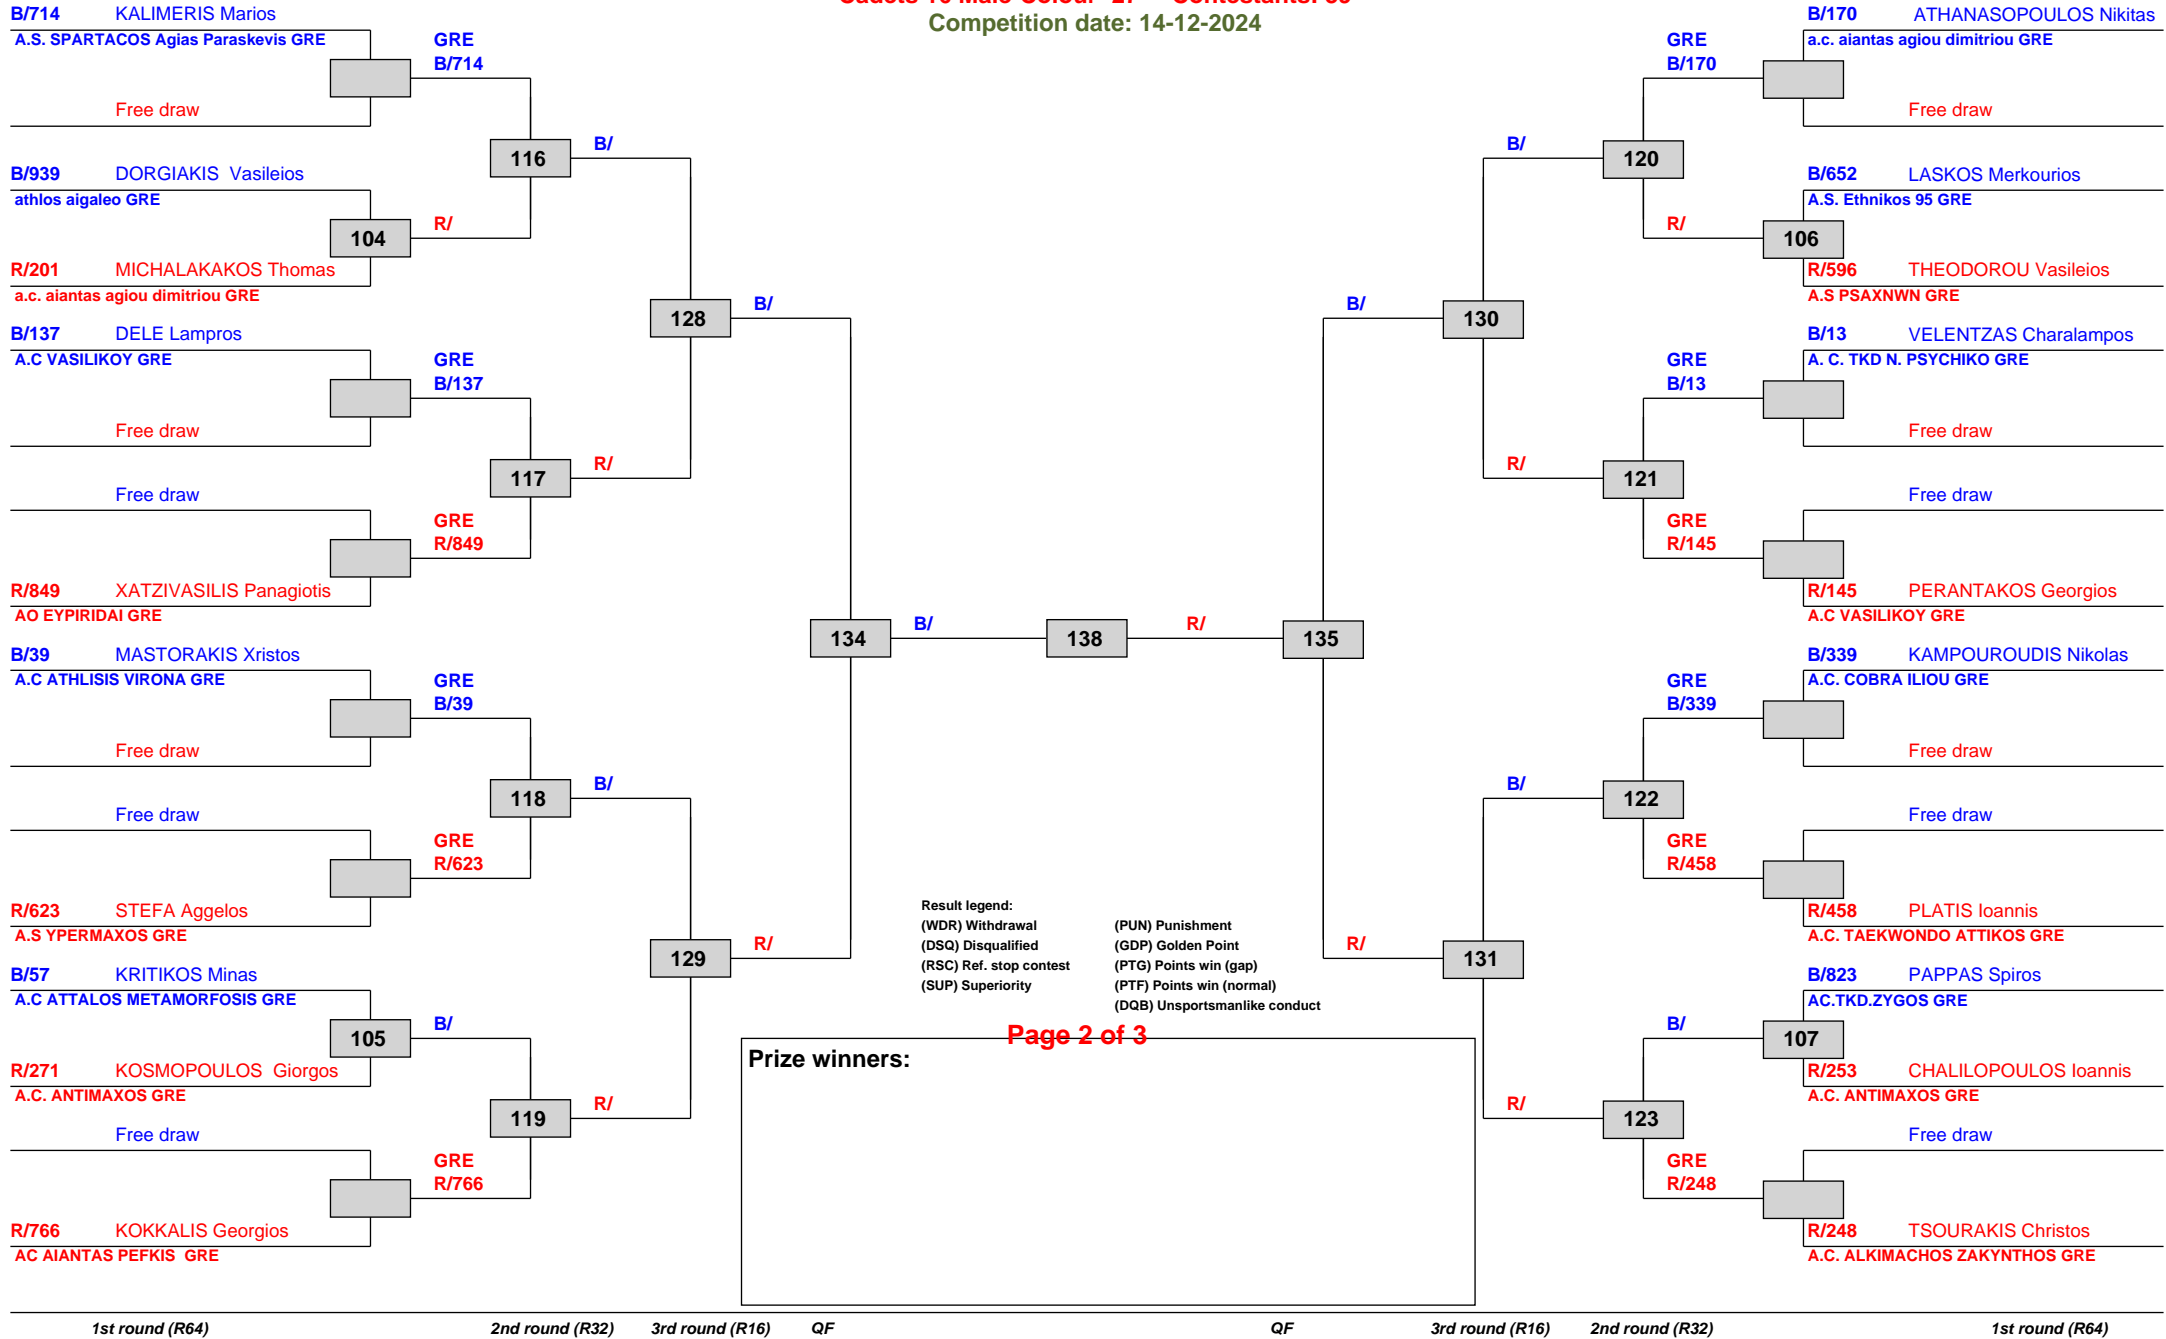 Competition date: 14-12-2024
B/714 KALIMERIS Marios
A.S. SPARTACOS Agias Paraskevis GRE
GRE
B/714
Free draw
116
B/
B/939 DORGIAKIS Vasileios
athlos aigaleo GRE
104
R/
R/201 MICHALAKAKOS Thomas
a.c. aiantas agiou dimitriou GRE
128
B/
B/137 DELE Lampros
A.C VASILIKOY GRE
GRE
B/137
Free draw
117
R/
Free draw
GRE
R/849
R/849 XATZIVASILIS Panagiotis
AO EYPIRIDAI GRE
134
B/
138
R/
135
B/39 MASTORAKIS Xristos
A.C ATHLISIS VIRONA GRE
GRE
B/39
Free draw
118
B/
Free draw
GRE
R/623
R/623 STEFA Aggelos
A.S YPERMAXOS GRE
129
R/
B/57 KRITIKOS Minas
A.C ATTALOS METAMORFOSIS GRE
105
B/
R/271 KOSMOPOULOS Giorgos
A.C. ANTIMAXOS GRE
119
R/
Free draw
GRE
R/766
R/766 KOKKALIS Georgios
AC AIANTAS PEFKIS GRE
B/170 ATHANASOPOULOS Nikitas
a.c. aiantas agiou dimitriou GRE
GRE
B/170
Free draw
B/
120
B/652 LASKOS Merkourios
A.S. Ethnikos 95 GRE
R/
106
R/596 THEODOROU Vasileios
A.S PSAXNWN GRE
B/
130
B/13 VELENTZAS Charalampos
A. C. TKD N. PSYCHIKO GRE
GRE
B/13
Free draw
R/
121
Free draw
GRE
R/145
R/145 PERANTAKOS Georgios
A.C VASILIKOY GRE
B/339 KAMPOUROUDIS Nikolas
A.C. COBRA ILIOU GRE
GRE
B/339
Free draw
B/
122
Free draw
GRE
R/458
R/458 PLATIS Ioannis
A.C. TAEKWONDO ATTIKOS GRE
R/
131
B/823 PAPPAS Spiros
AC.TKD.ZYGOS GRE
B/
107
R/253 CHALILOPOULOS Ioannis
A.C. ANTIMAXOS GRE
R/
123
Free draw
GRE
R/248
R/248 TSOURAKIS Christos
A.C. ALKIMACHOS ZAKYNTHOS GRE
Result legend:
(WDR) Withdrawal (PUN) Punishment
(DSQ) Disqualified (GDP) Golden Point
(RSC) Ref. stop contest (PTG) Points win (gap)
(SUP) Superiority (PTF) Points win (normal)
(DQB) Unsportsmanlike conduct
Page 2 of 3
Prize winners:
1st round (R64) 2nd round (R32) 3rd round (R16) QF QF 3rd round (R16) 2nd round (R32) 1st round (R64)